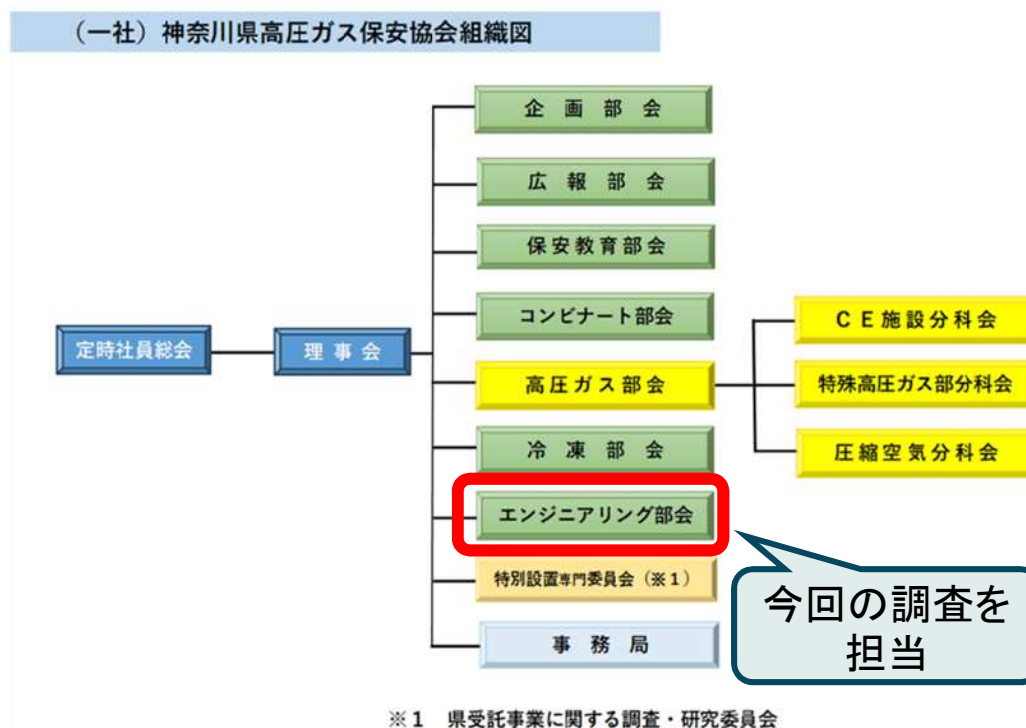 （一社）神奈川県高圧ガス保安協会組織図
企画部会
広報部会
保安教育部会
コンビナート部会
定時社員総会
理事会
高圧ガス部会
冷凍部会
エンジニアリング部会
特別設置専門委員会（※１）
事務局
ＣＥ施設分科会
特殊高圧ガス部分科会
圧縮空気分科会
今回の調査を
担当
※１　県受託事業に関する調査・研究委員会